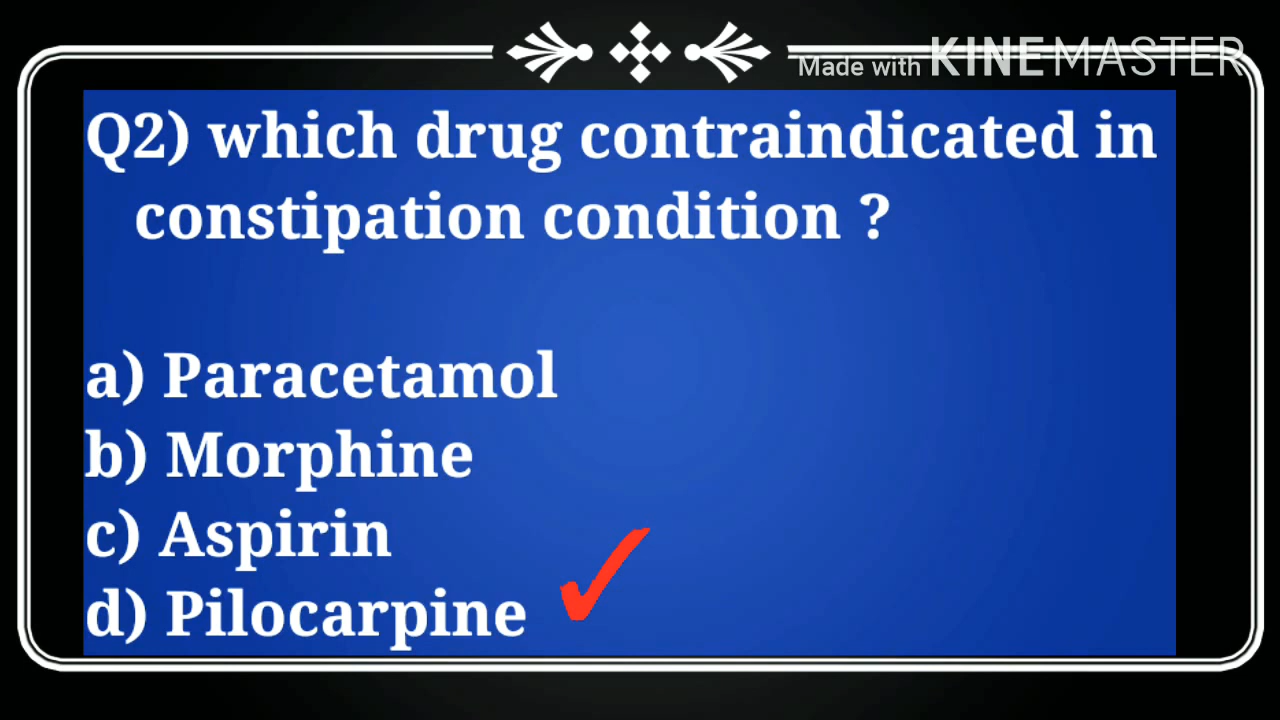 Made with KINEMASTER
Q2) which drug contraindicated in
constipation condition ?
a) Paracetamol
b) Morphine
c) Aspirin
d) Pilocarpine